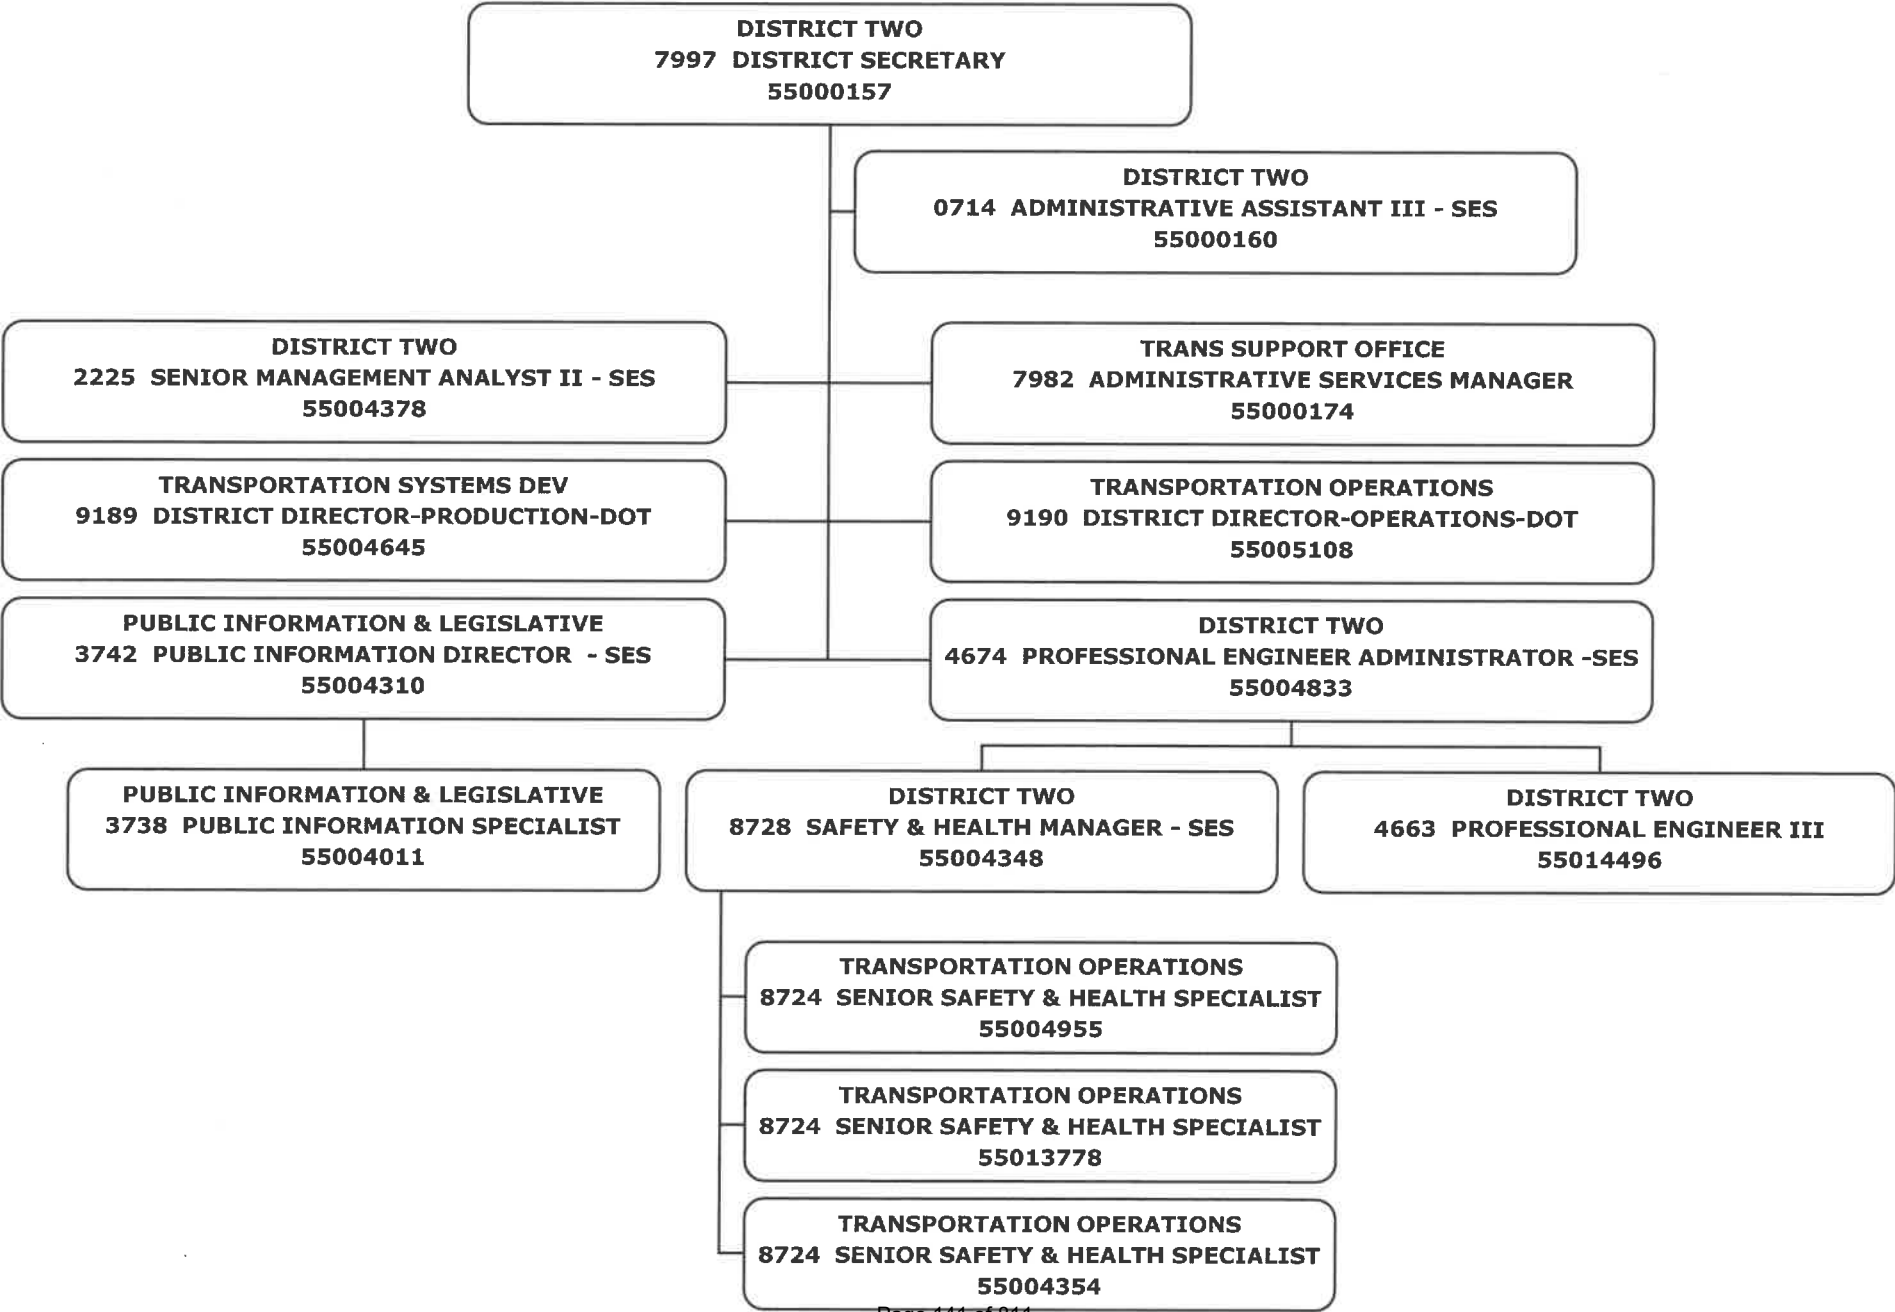 DISTRICT TWO
7997 DISTRICT SECRETARY
55000157
DISTRICT TWO
0714 ADMINISTRATIVE ASSISTANT III - SES
55000160
DISTRICT TWO
2225 SENIOR MANAGEMENT ANALYST II - SES
55004378
TRANS SUPPORT OFFICE
7982 ADMINISTRATIVE SERVICES MANAGER
55000174
TRANSPORTATION SYSTEMS DEV
9189 DISTRICT DIRECTOR-PRODUCTION-DOT
55004645
TRANSPORTATION OPERATIONS
9190 DISTRICT DIRECTOR-OPERATIONS-DOT
55005108
PUBLIC INFORMATION & LEGISLATIVE
3742 PUBLIC INFORMATION DIRECTOR - SES
55004310
DISTRICT TWO
4674 PROFESSIONAL ENGINEER ADMINISTRATOR -SES
55004833
PUBLIC INFORMATION & LEGISLATIVE
3738 PUBLIC INFORMATION SPECIALIST
55004011
DISTRICT TWO
8728 SAFETY & HEALTH MANAGER - SES
55004348
DISTRICT TWO
4663 PROFESSIONAL ENGINEER III
55014496
TRANSPORTATION OPERATIONS
8724 SENIOR SAFETY & HEALTH SPECIALIST
55004955
TRANSPORTATION OPERATIONS
8724 SENIOR SAFETY & HEALTH SPECIALIST
55013778
TRANSPORTATION OPERATIONS
8724 SENIOR SAFETY & HEALTH SPECIALIST
55004354